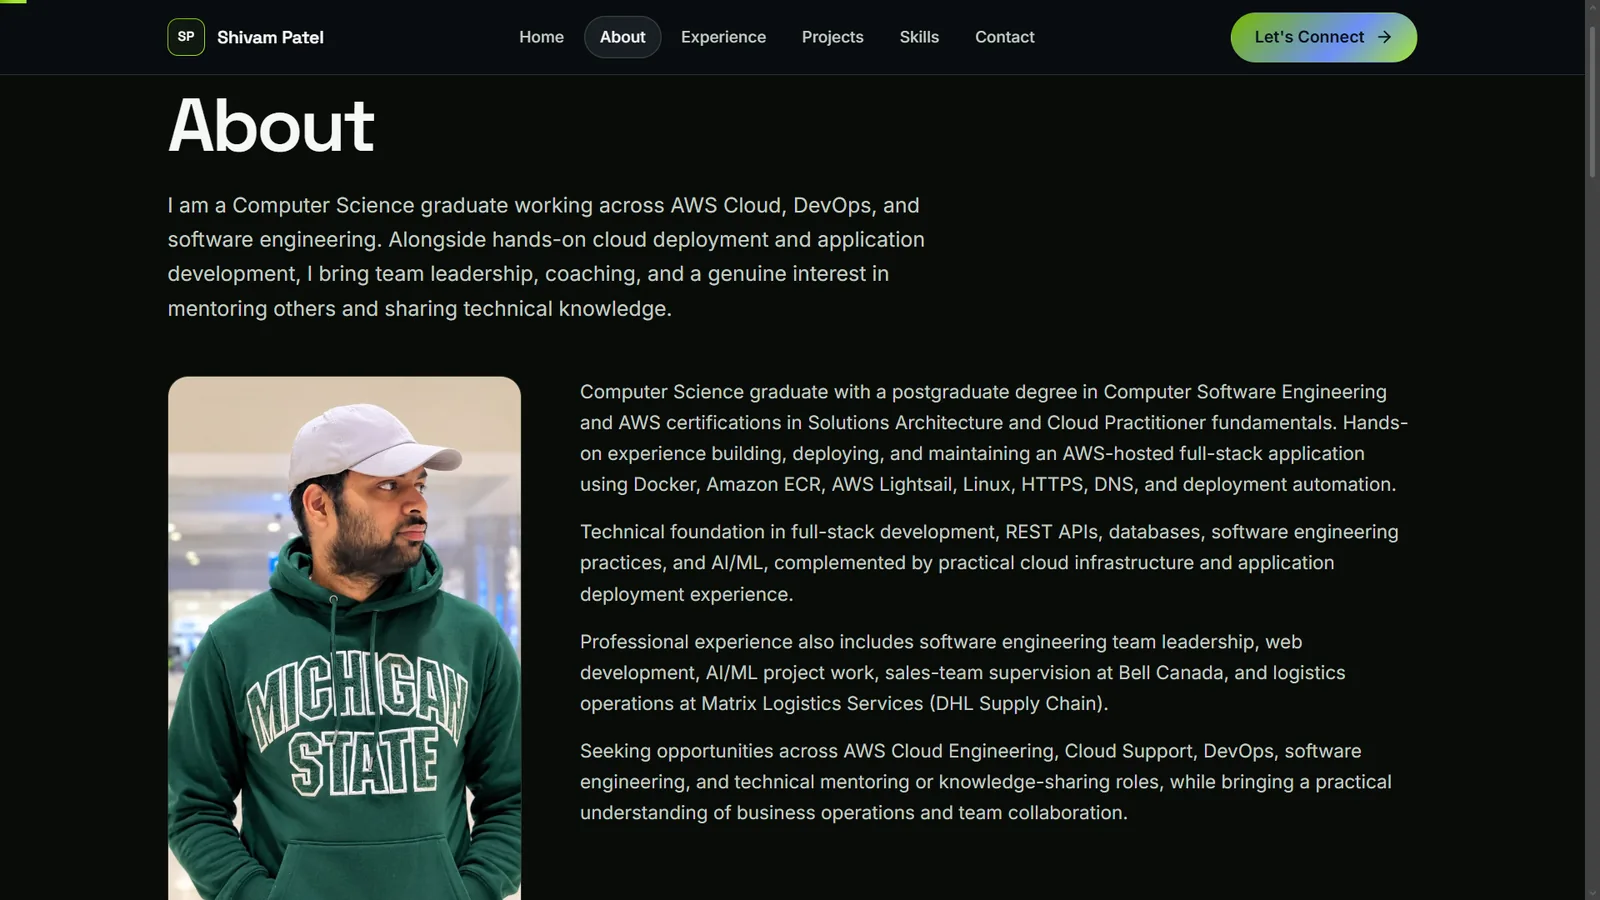 SP
Shivam Patel
Home
About
Experience
Projects
Skills
Contact
Let's Connect
About
I am a Computer Science graduate working across AWS Cloud, DevOps, and
software engineering. Alongside hands-on cloud deployment and application
development, I bring team leadership, coaching, and a genuine interest in
mentoring others and sharing technical knowledge.
MICHIGAN
STATE
Computer Science graduate with a postgraduate degree in Computer Software Engineering
and AWS certifications in Solutions Architecture and Cloud Practitioner fundamentals. Hands-
on experience building, deploying, and maintaining an AWS-hosted full-stack application
using Docker, Amazon ECR, AWS Lightsail, Linux, HTTPS, DNS, and deployment automation.
Technical foundation in full-stack development, REST APIs, databases, software engineering
practices, and AI/ML, complemented by practical cloud infrastructure and application
deployment experience.
Professional experience also includes software engineering team leadership, web
development, AI/ML project work, sales-team supervision at Bell Canada, and logistics
operations at Matrix Logistics Services (DHL Supply Chain).
Seeking opportunities across AWS Cloud Engineering, Cloud Support, DevOps, software
engineering, and technical mentoring or knowledge-sharing roles, while bringing a practical
understanding of business operations and team collaboration.